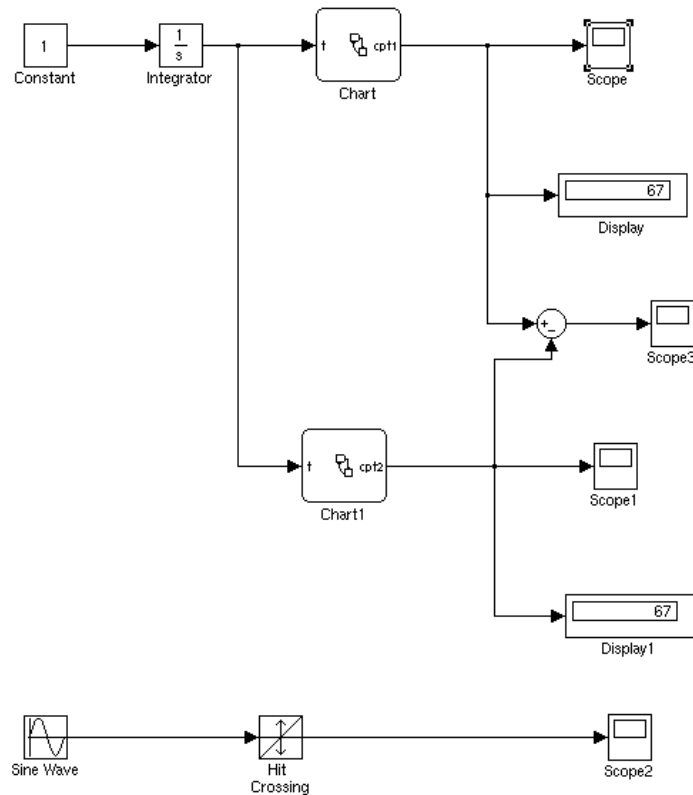 1
Constant
1
s
Integrator
t
cpt1
Chart
Scope
67
Display
+
-
Scope3
t
cpt2
Chart1
Scope1
67
Display1
Sine Wave
Hit
Crossing
Scope2